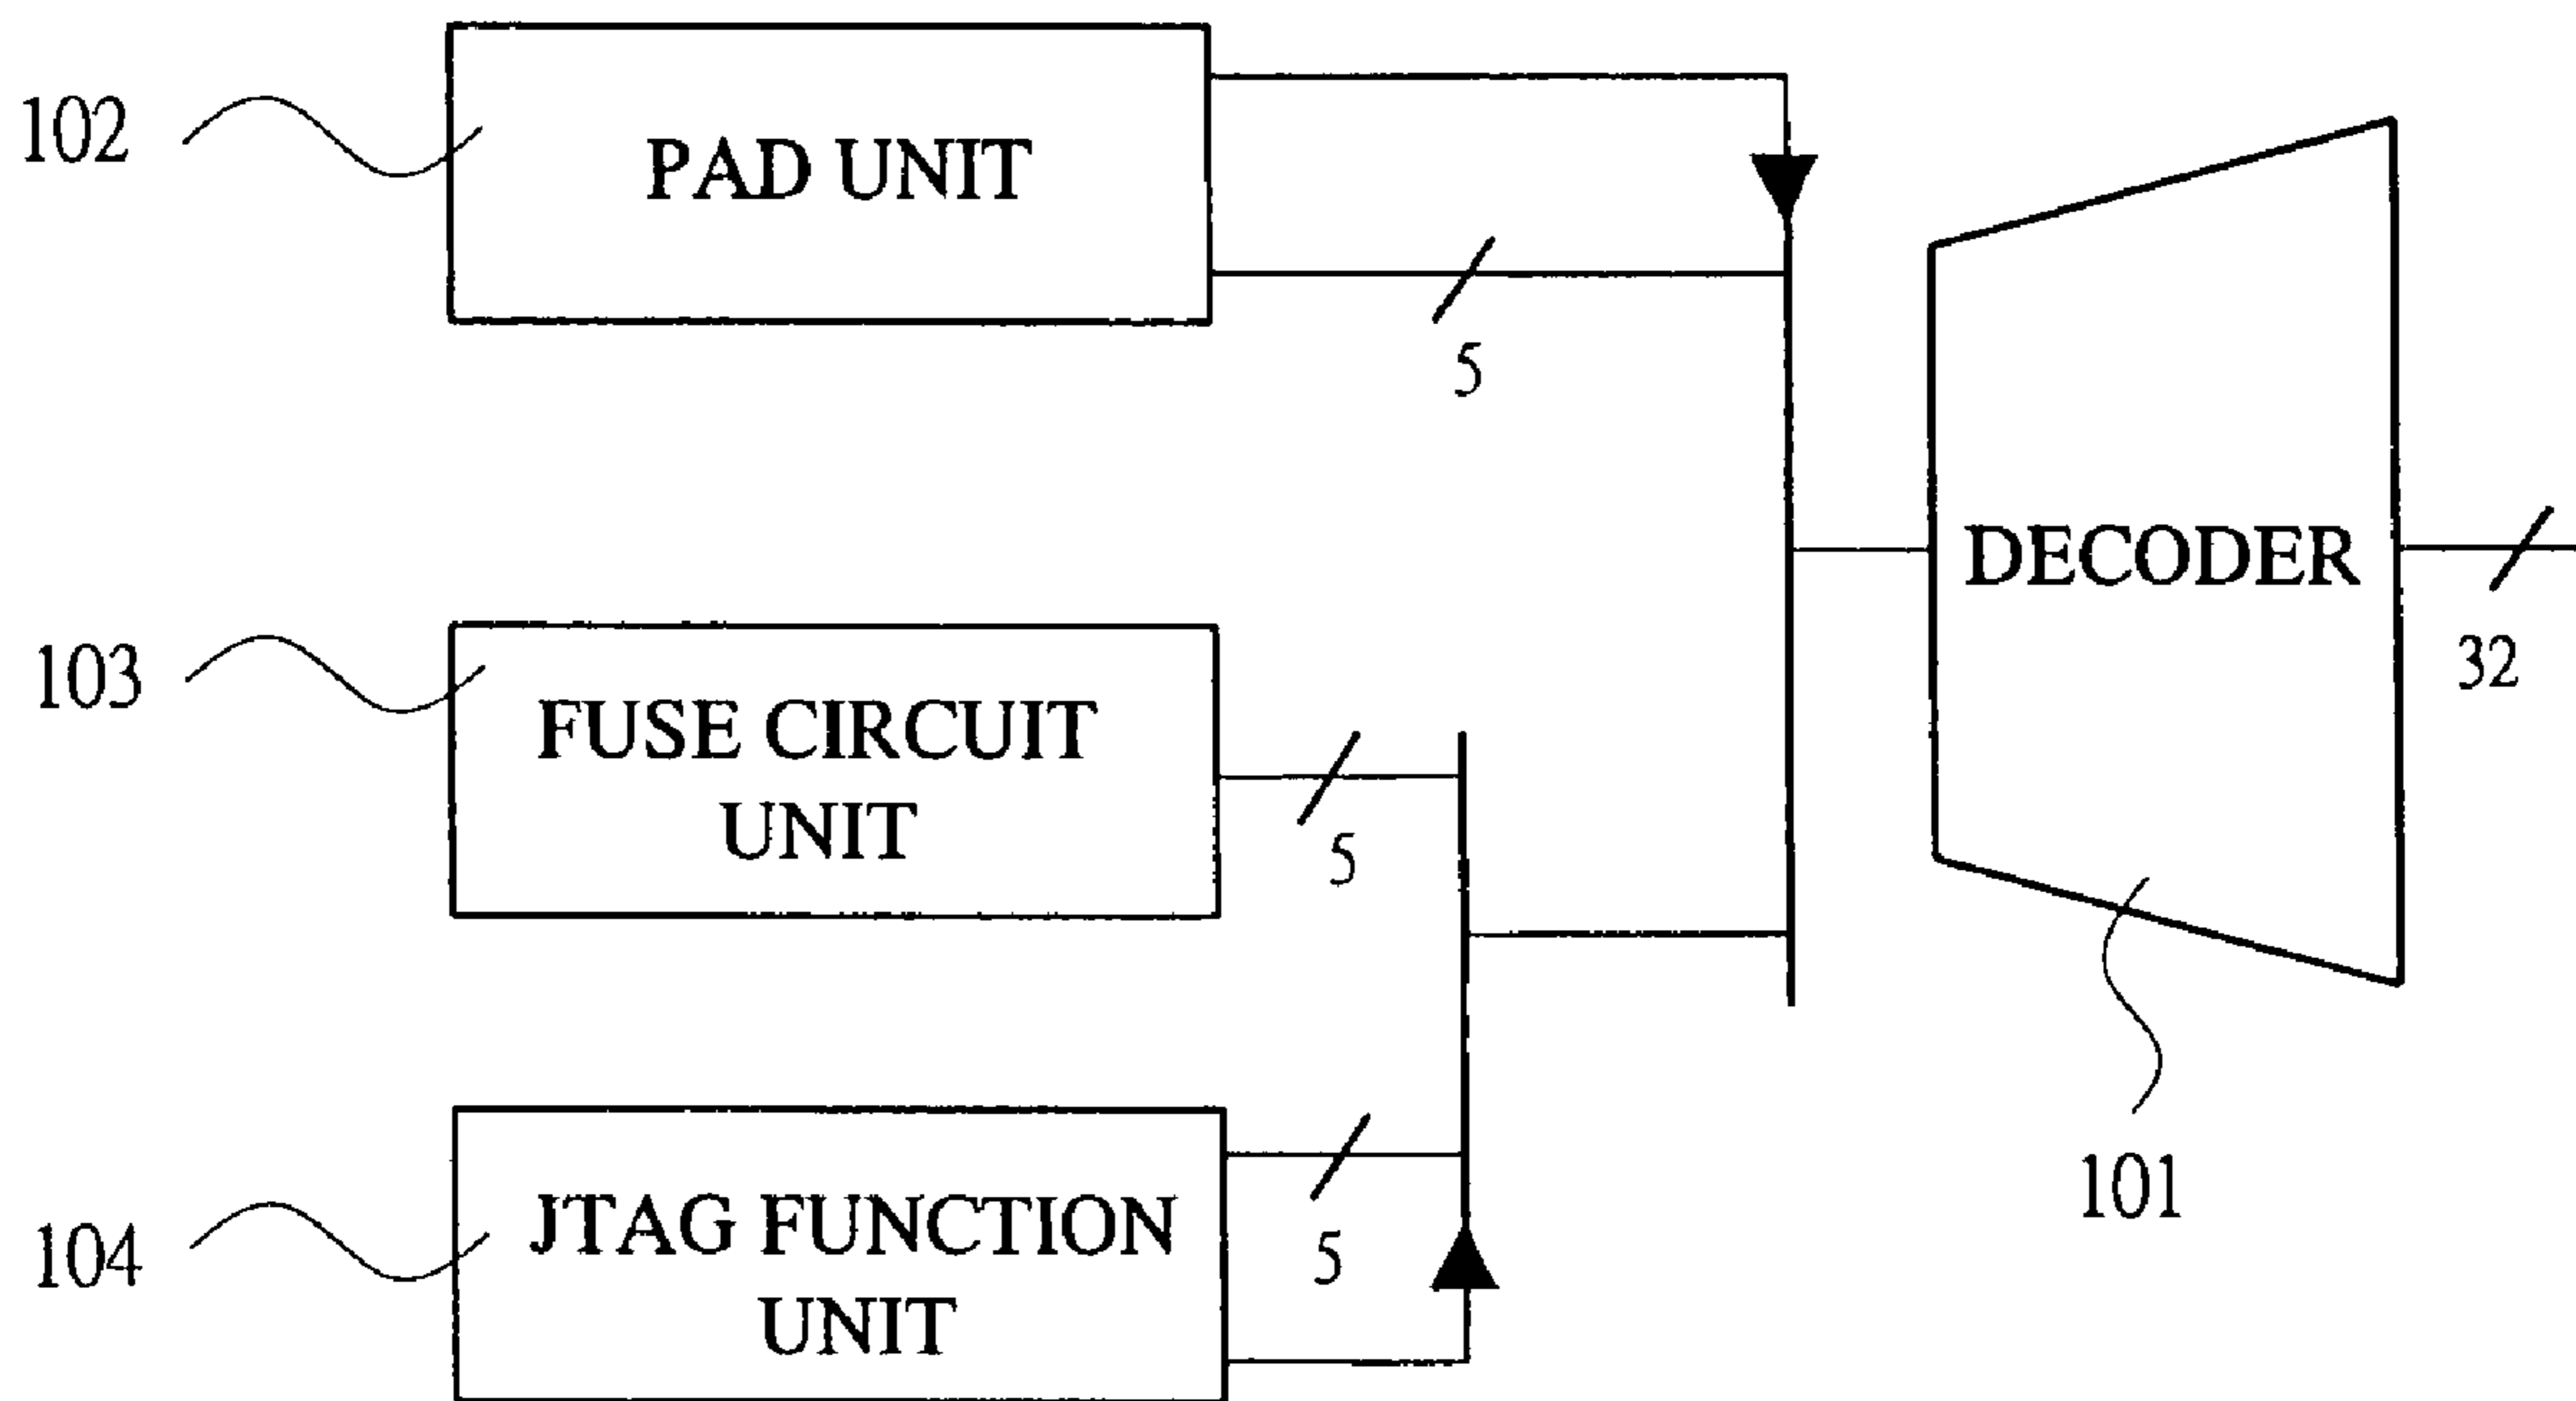 102
PAD UNIT
5
DECODER
32
103
FUSE CIRCUIT
UNIT
5
101
104
JTAG FUNCTION
UNIT
5